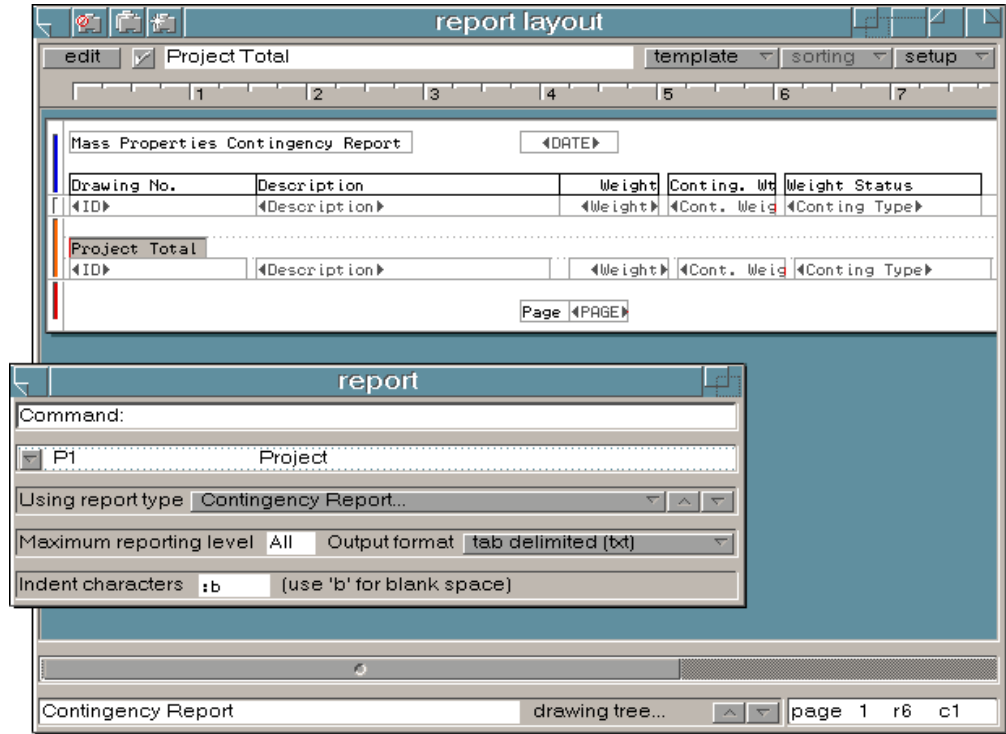 report layout
edit Project Total template sorting setup
1 2 3 4 5 6 7
Mass Properties Contingency Report DATE
Drawing No. Description Weight Conting. Wt Weight Status
ID Description Weight Cont. Weig Conting Type
Project Total
ID Description Weight Cont. Weig Conting Type
Page PAGE
report
Command:
P1 Project
Using report type Contingency Report...
Maximum reporting level All Output format tab delimited (txt)
Indent characters :b (use 'b' for blank space)
Contingency Report drawing tree... page 1 r6 c1